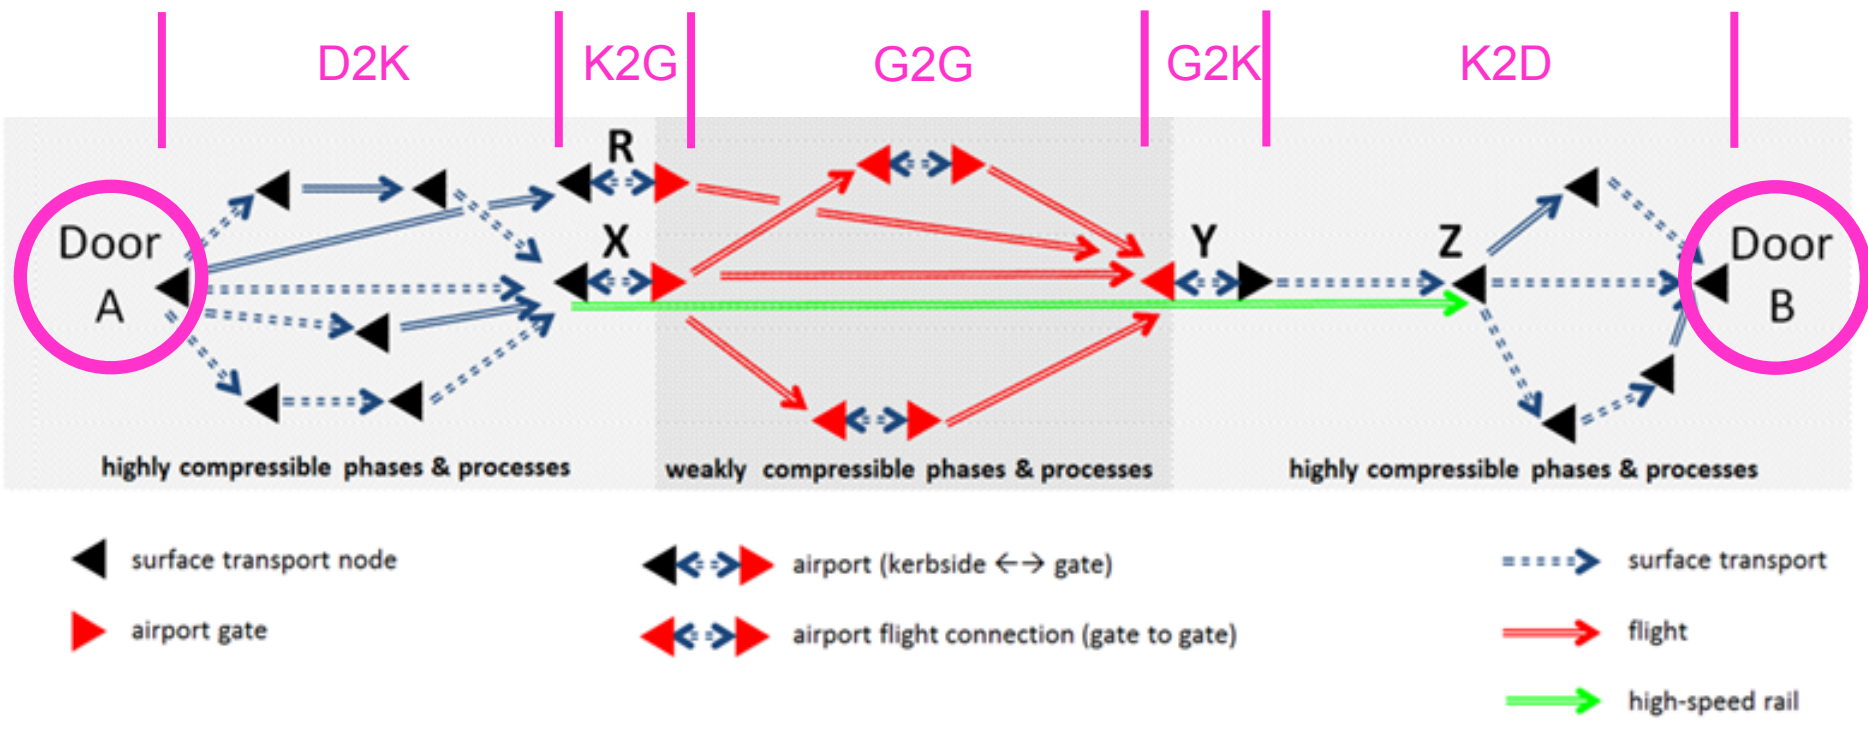 D2K
K2G
G2G
G2K
K2D
R
X
Y
Z
Door
A
Door
B
highly compressible phases & processes
weakly compressible phases & processes
highly compressible phases & processes
surface transport node
airport (kerbside ←→ gate)
surface transport
airport gate
airport flight connection (gate to gate)
flight
high-speed rail